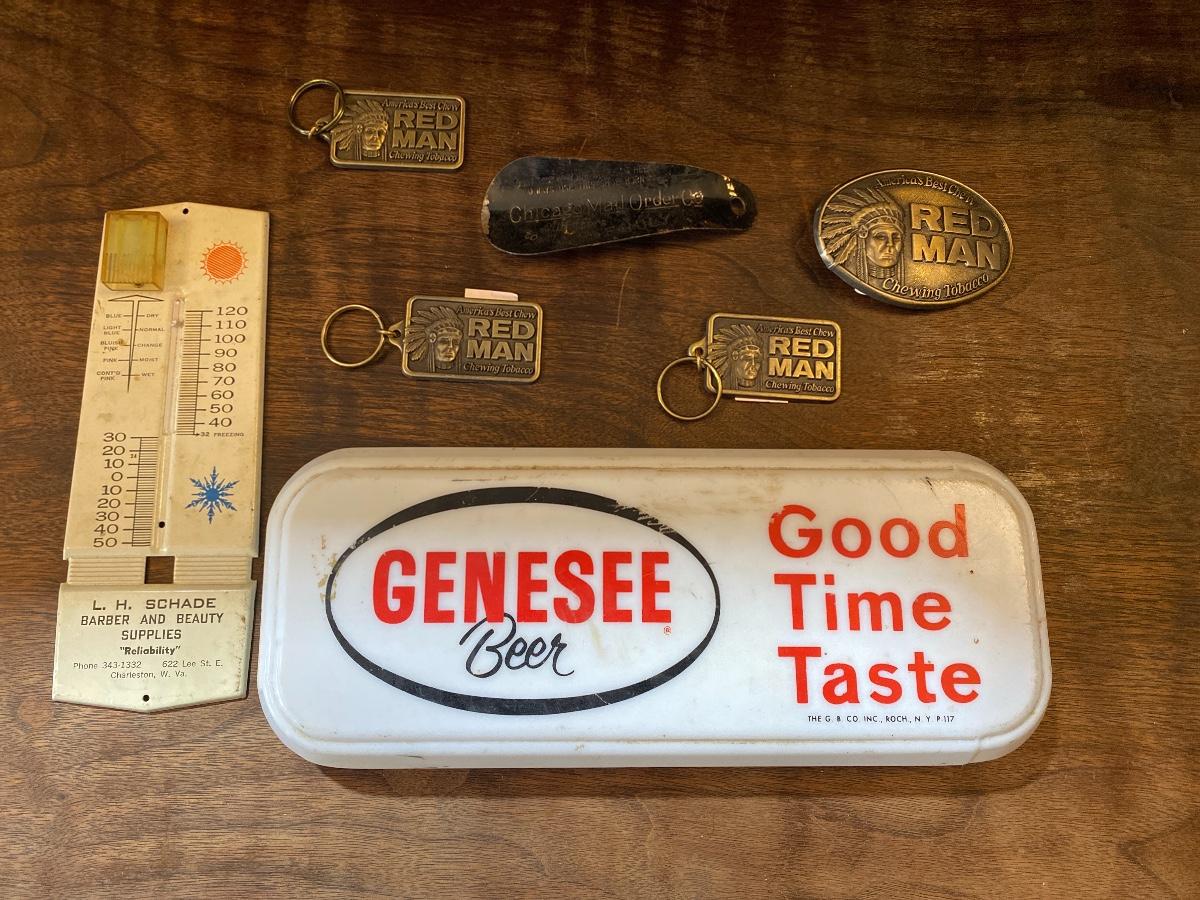 America's Best Chew
RED
MAN
Chewing Tobacco
Chicago Mail Order Co
America's Best Chew
RED
MAN
Chewing Tobacco
America's Best Chew
RED
MAN
Chewing Tobacco
America's Best Chew
RED
MAN
Chewing Tobacco
BLUE DRY
LIGHT BLUE NORMAL
BLUISH PINK CHANGE
PINK MOIST
CONT'D PINK WET
120
110
100
90
80
70
60
50
40
32 FREEZING
30
20
10
0
10
20
30
40
50
L. H. SCHADE
BARBER AND BEAUTY
SUPPLIES
"Reliability"
Phone 343-1332 622 Lee St. E.
Charleston, W. Va.
GENESEE
®
Beer
Good
Time
Taste
THE G. B. CO. INC., ROCH., N. Y. P-117